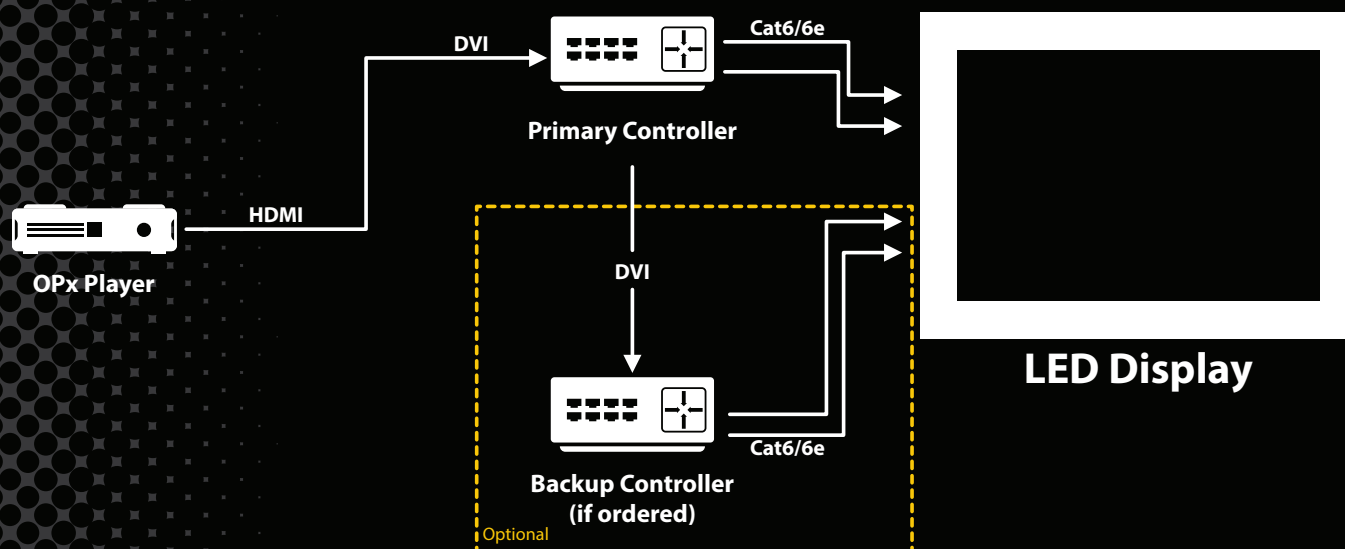 DVI
Cat6/6e
Primary Controller
HDMI
OPx Player
DVI
LED Display
Cat6/6e
Backup Controller
(if ordered)
Optional